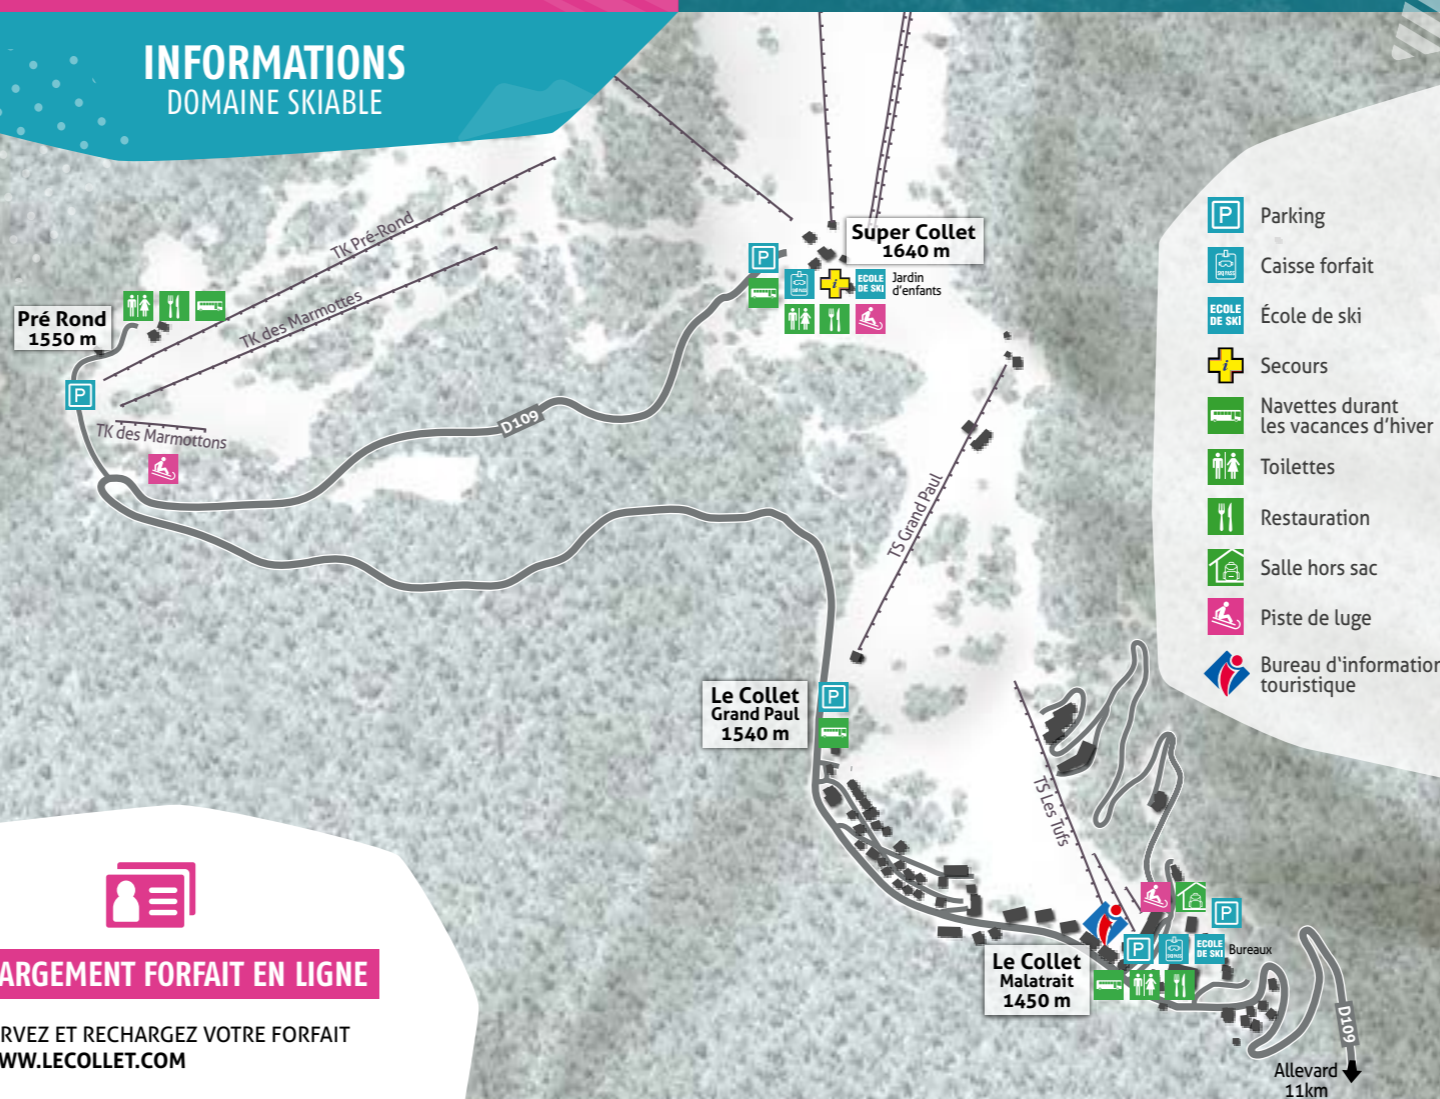 INFORMATIONS
DOMAINE SKIABLE
TK Pré-Rond
TK des Marmottes
Pré Rond
1550 m
P
TK des Marmottons
D109
Super Collet
1640 m
P
i
ECOLE
DE SKI
Jardin
d'enfants
TS Grand Paul
Le Collet
Grand Paul
1540 m
P
TS Les Tufs
P
P
ECOLE
DE SKI
Bureaux
Le Collet
Malatrait
1450 m
D109
Allevard
11km
P
Parking
Caisse forfait
ECOLE
DE SKI
École de ski
i
Secours
Navettes durant
les vacances d'hiver
Toilettes
Restauration
Salle hors sac
Piste de luge
Bureau d'information
touristique
ARGEMENT FORFAIT EN LIGNE
RVEZ ET RECHARGEZ VOTRE FORFAIT
WW.LECOLLET.COM